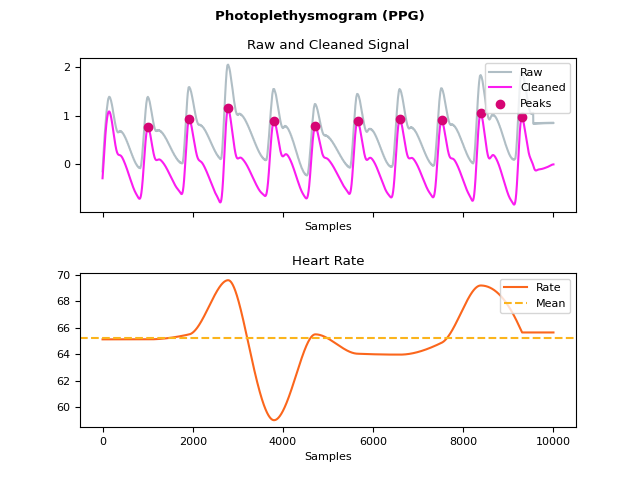 Photoplethysmogram (PPG)
Raw and Cleaned Signal
Raw
Cleaned
Peaks
2
1
0
Samples
Heart Rate
Rate
Mean
70
68
66
64
62
60
0 2000 4000 6000 8000 10000
Samples